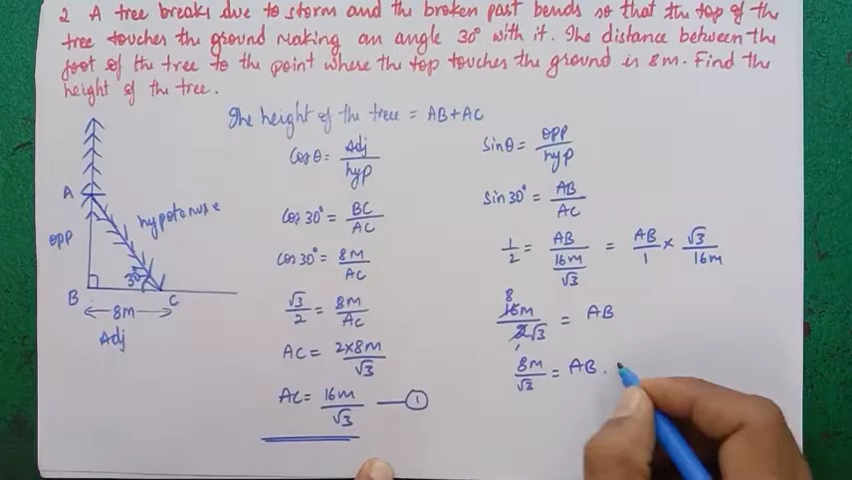 2 A tree breaks due to storm and the broken part bends so that the top of the
tree touches the ground making an angle 30° with it. The distance between the
foot of the tree to the point where the top touches the ground is 8m. Find the
height of the tree.
The height of the tree = AB+AC
Cosθ = Adj/hyp
Cos 30° = BC/AC
Cos 30° = 8M/AC
√3/2 = 8M/AC
AC = 2×8M/√3
AC = 16m/√3 —①
Sinθ = opp/hyp
Sin 30° = AB/AC
1/2 = AB/(16m/√3) = AB/1 × √3/16m
8
16m/2√3 = AB
1
8M/√3 = AB.
A
hypotenuse
opp
30°
B
C
8M
Adj